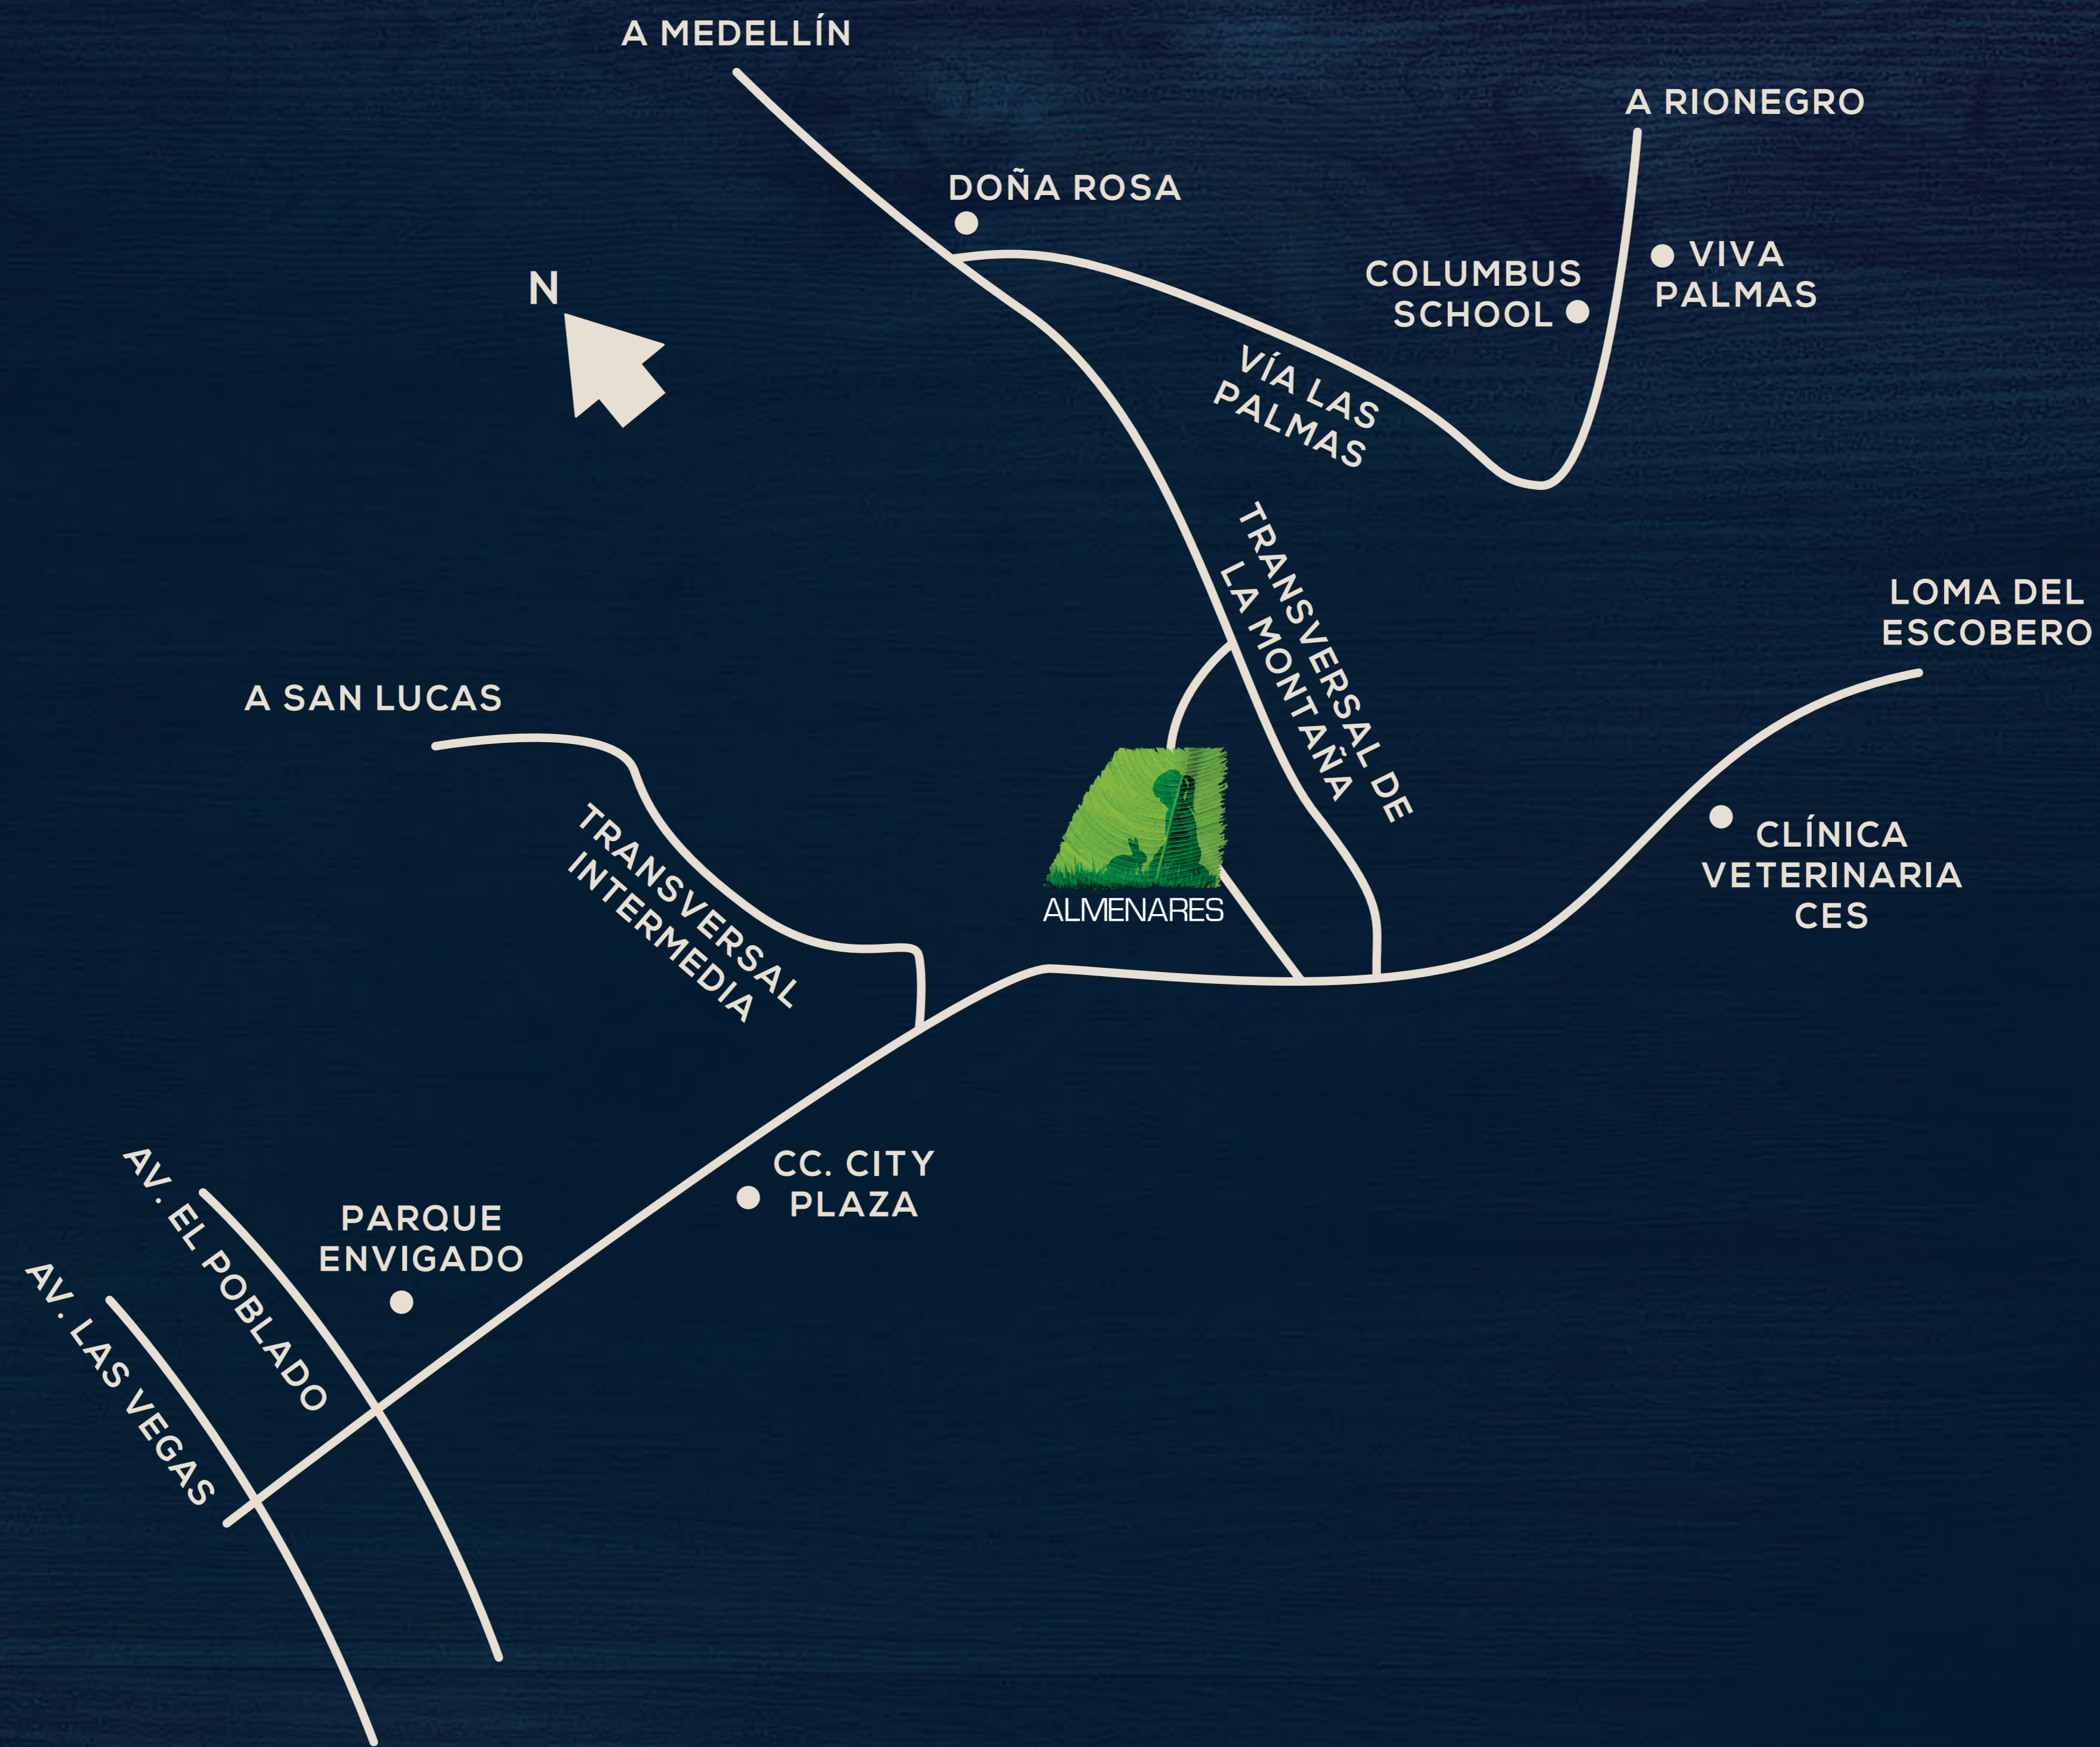 A MEDELLÍN
A RIONEGRO
DOÑA ROSA
VIVA
PALMAS
COLUMBUS
SCHOOL
N
VÍA LAS
PALMAS
TRANSVERSAL DE
LA MONTAÑA
LOMA DEL
ESCOBERO
A SAN LUCAS
TRANSVERSAL
INTERMEDIA
ALMENARES
CLÍNICA
VETERINARIA
CES
CC. CITY
PLAZA
PARQUE
ENVIGADO
AV. EL POBLADO
AV. LAS VEGAS